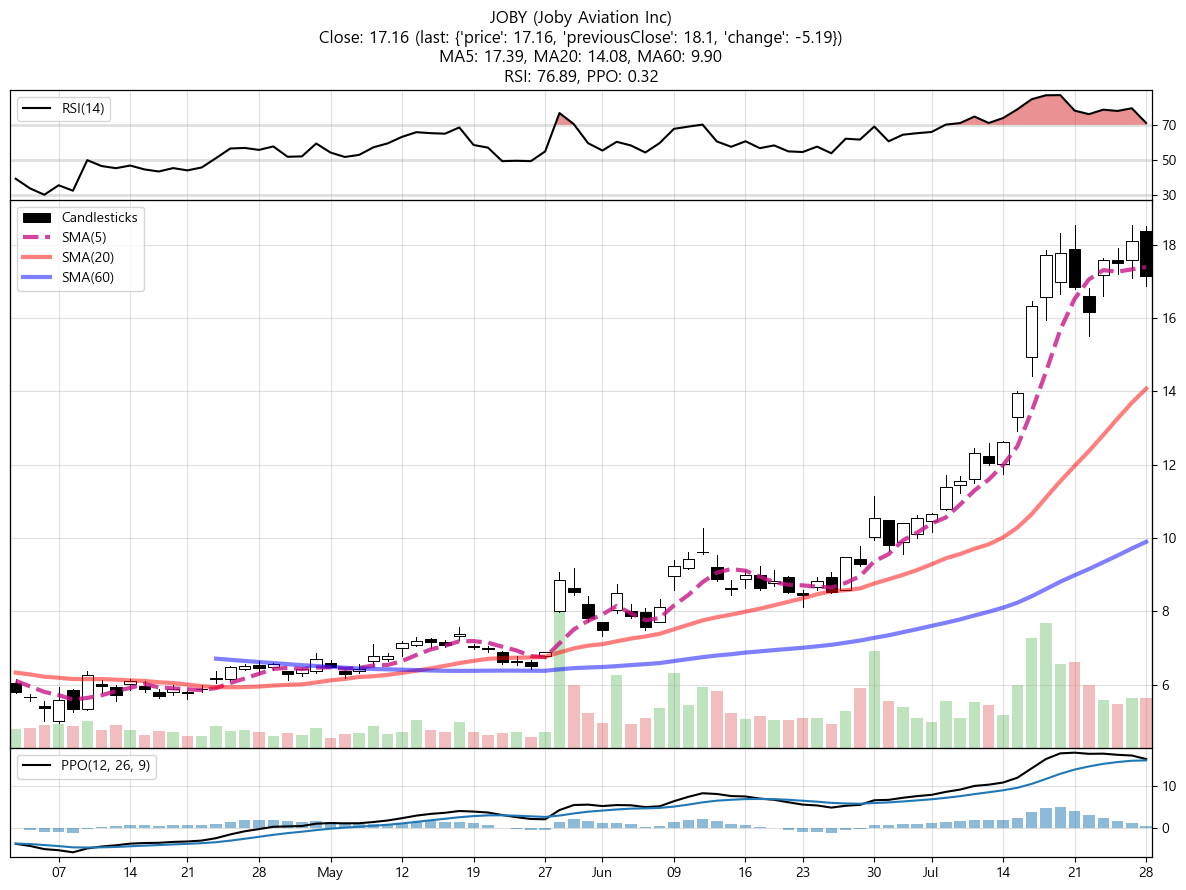 JOBY (Joby Aviation Inc)
Close: 17.16 (last: {'price': 17.16, 'previousClose': 18.1, 'change': -5.19})
MA5: 17.39, MA20: 14.08, MA60: 9.90
RSI: 76.89, PPO: 0.32
RSI(14)
70
50
30
Candlesticks
SMA(5)
SMA(20)
SMA(60)
18
16
14
12
10
8
6
PPO(12, 26, 9)
10
0
07 14 21 28 May 12 19 27 Jun 09 16 23 30 Jul 14 21 28